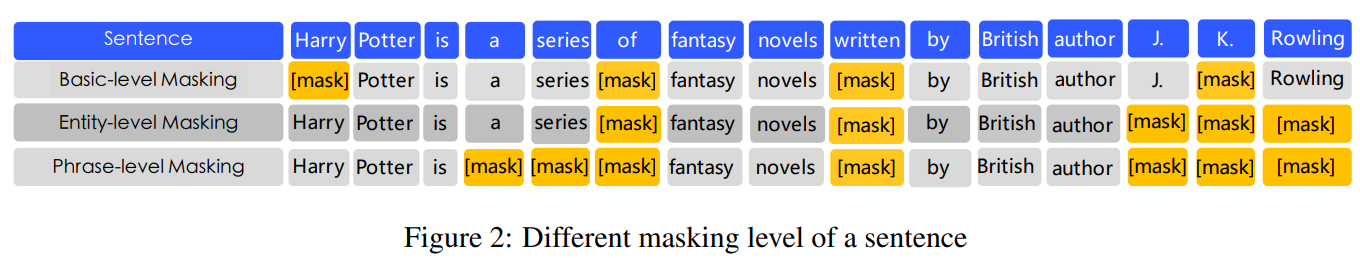 Sentence Harry Potter is a series of fantasy novels written by British author J. K. Rowling
Basic-level Masking [mask] Potter is a series [mask] fantasy novels [mask] by British author J. [mask] Rowling
Entity-level Masking Harry Potter is a series [mask] fantasy novels [mask] by British author [mask] [mask] [mask]
Phrase-level Masking Harry Potter is [mask] [mask] [mask] fantasy novels [mask] by British author [mask] [mask] [mask]
Figure 2: Different masking level of a sentence